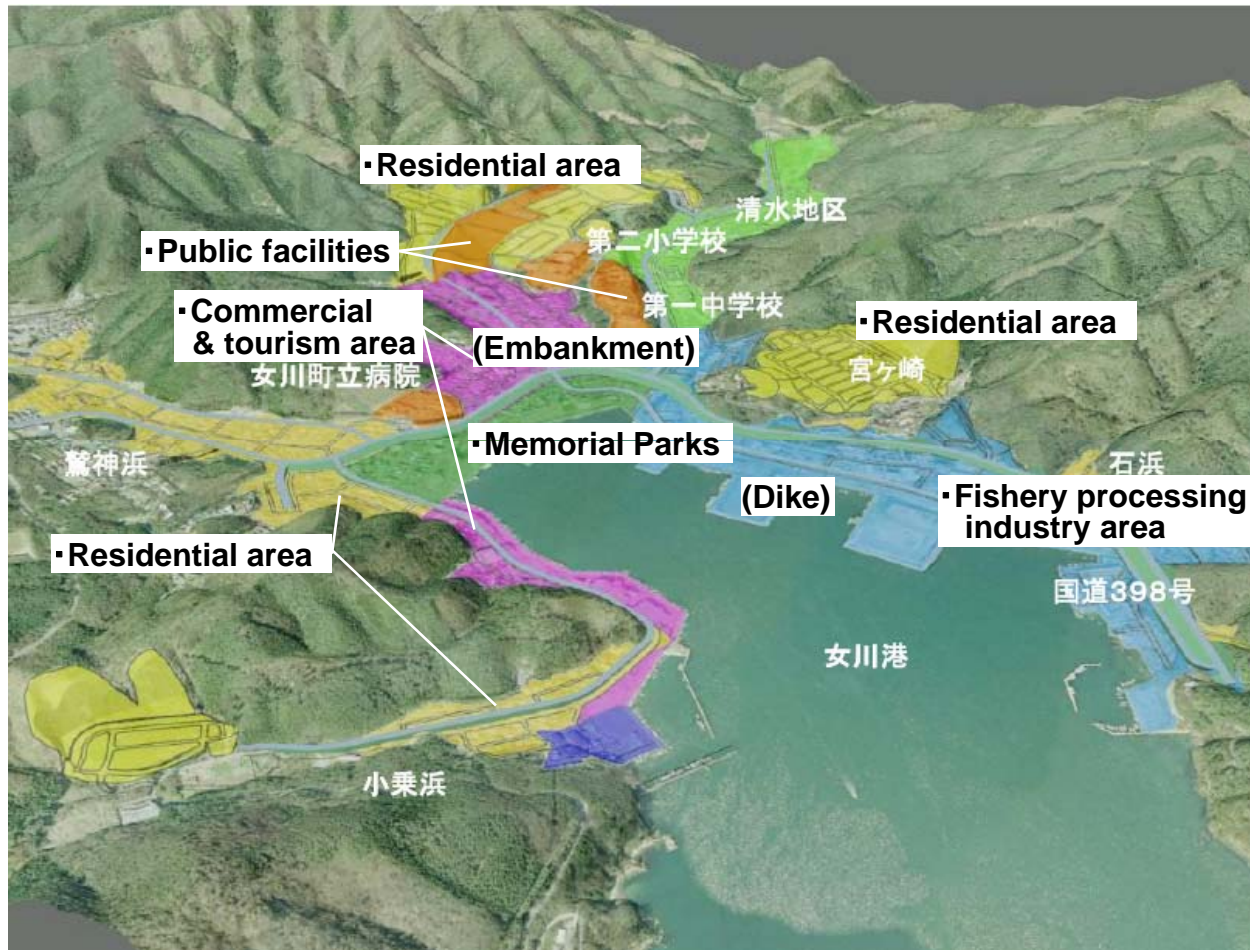 ･Residential area
清水地区
･Public facilities
第二小学校
･Commercial
& tourism area
第一中学校
･Residential area
(Embankment)
女川町立病院
宮ヶ崎
･Memorial Parks
鷲神浜
石浜
(Dike)
･Fishery processing
industry area
･Residential area
国道398号
女川港
小乗浜